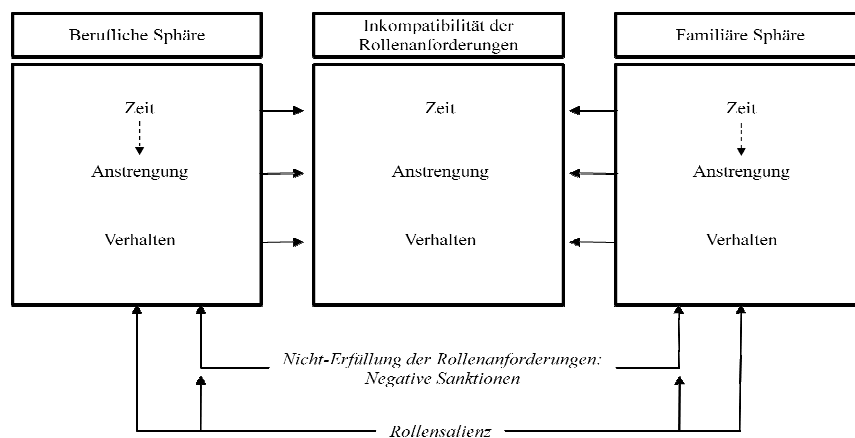 Berufliche Sphäre
Inkompatibilität der
Rollenanforderungen
Familiäre Sphäre
Zeit
Zeit
Zeit
Anstrengung
Anstrengung
Anstrengung
Verhalten
Verhalten
Verhalten
Nicht-Erfüllung der Rollenanforderungen:
Negative Sanktionen
Rollensalienz